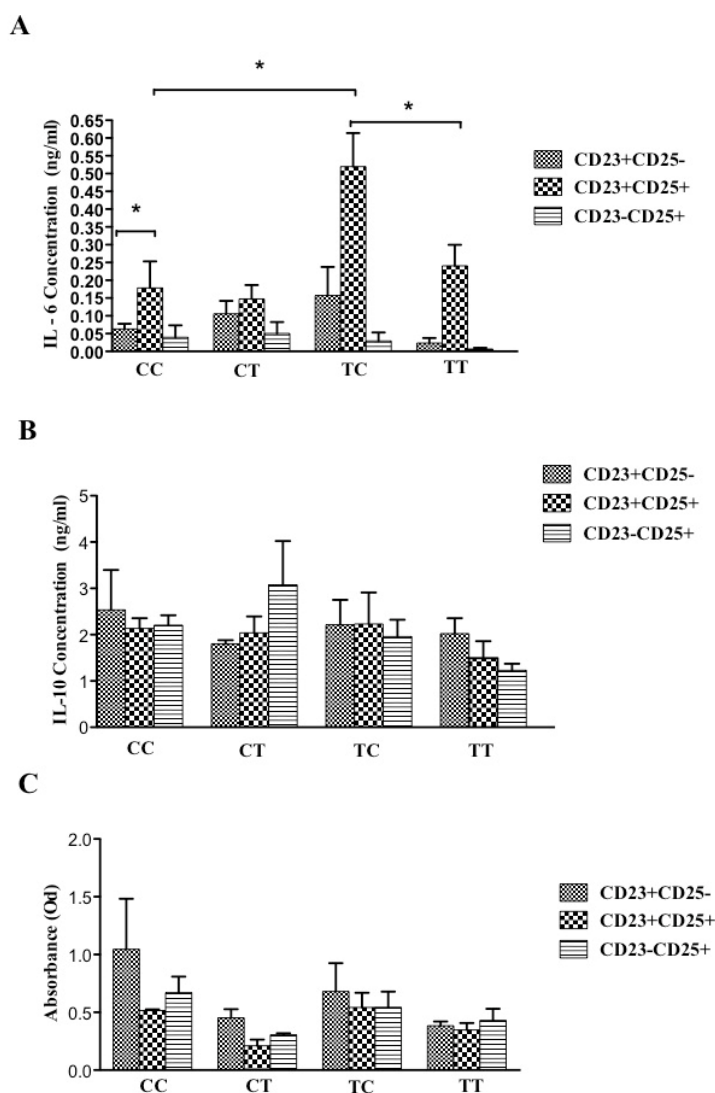 A
*
*
*
IL - 6 Concentration (ng/ml)
0.65
0.60
0.55
0.50
0.45
0.40
0.35
0.30
0.25
0.20
0.15
0.10
0.05
0.00
CC CT TC TT
CD23+CD25-
CD23+CD25+
CD23-CD25+
B
IL-10 Concentration (ng/ml)
5
4
3
2
1
0
CC CT TC TT
CD23+CD25-
CD23+CD25+
CD23-CD25+
C
Absorbance (Od)
2.0
1.5
1.0
0.5
0.0
CC CT TC TT
CD23+CD25-
CD23+CD25+
CD23-CD25+